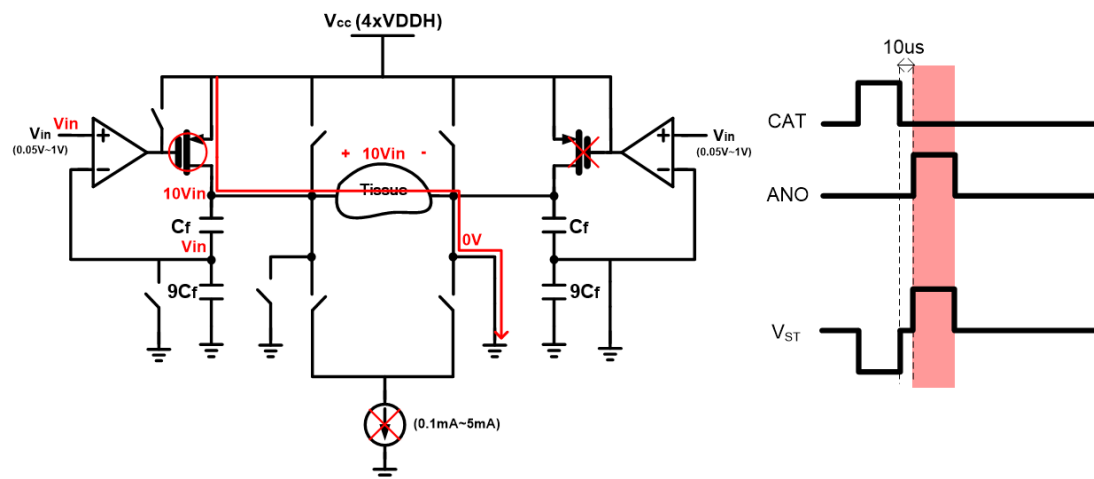 Vcc (4xVDDH)
10us
CAT
Vin
Vin
(0.05V~1V)
+
-
+ 10Vin -
Tissue
+
-
Vin
(0.05V~1V)
10Vin
ANO
Cf
Cf
Vin
0V
9Cf
9Cf
VST
(0.1mA~5mA)